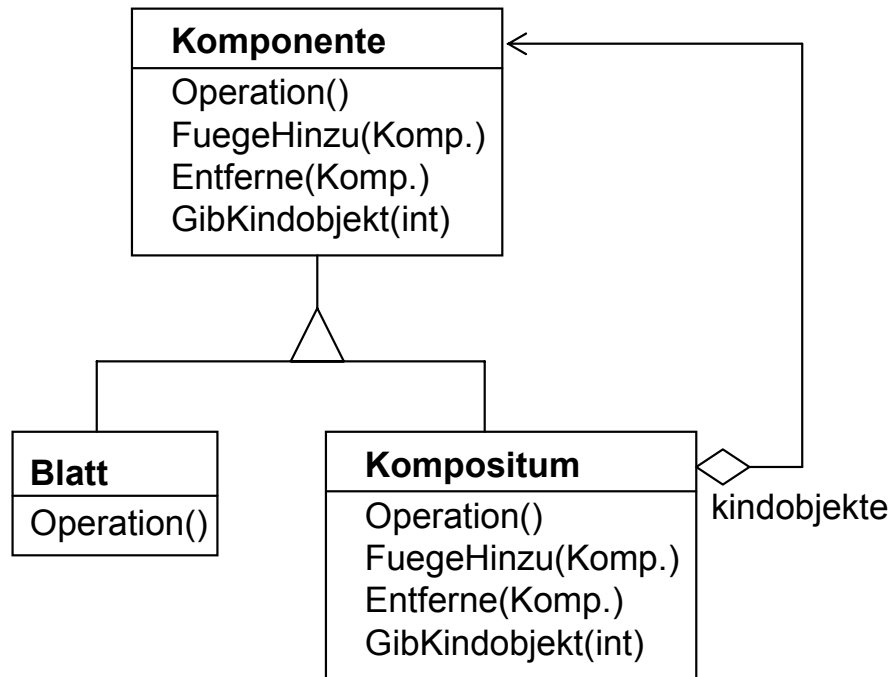 Komponente
Operation()
FuegeHinzu(Komp.)
Entferne(Komp.)
GibKindobjekt(int)
Blatt
Operation()
Kompositum
Operation()
FuegeHinzu(Komp.)
Entferne(Komp.)
GibKindobjekt(int)
kindobjekte